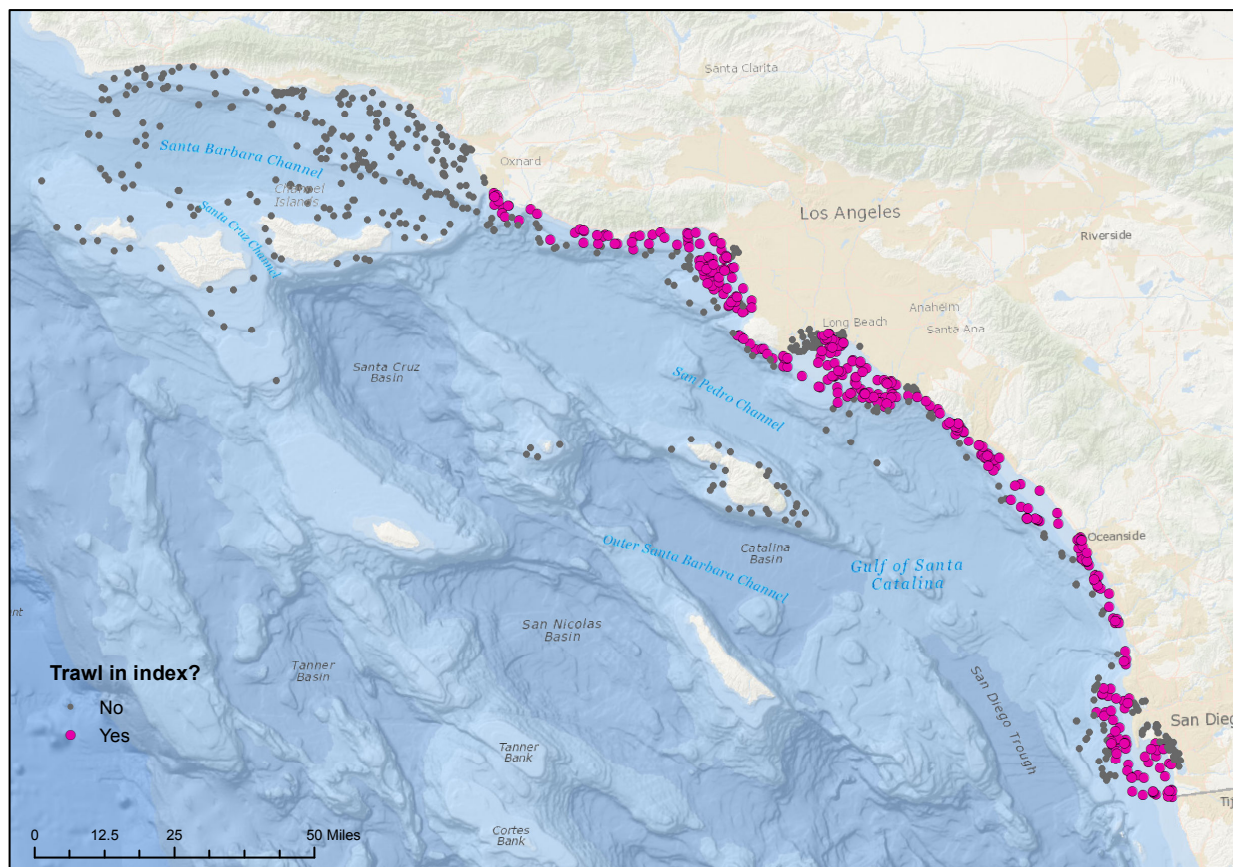 Santa Clarita
Santa Barbara Channel
Oxnard
Channel
Islands
Los Angeles
Santa Cruz Channel
Riverside
Anaheim
Long Beach
Santa Ana
Santa Cruz
Basin
San Pedro Channel
Oceanside
Outer Santa Barbara Channel
Catalina
Basin
Gulf of Santa
Catalina
San Nicolas
Basin
Trawl in index?
Tanner
Basin
No
Yes
San Diego Trough
San Dieg
Tanner
Bank
Cortes
Bank
0 12.5 25 50 Miles